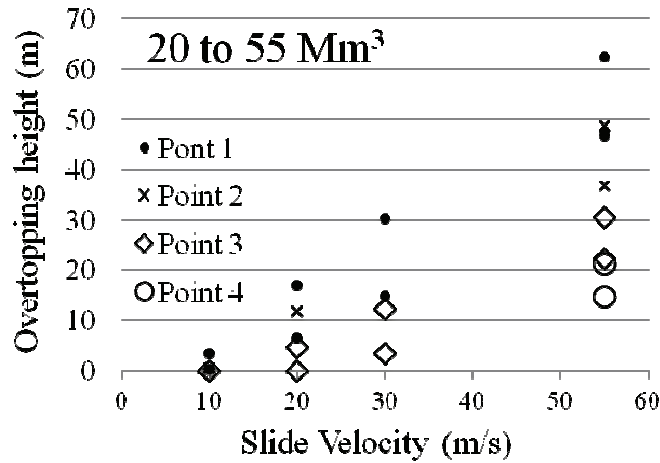 70
60
50
40
30
20
10
0
Overtopping height (m)
20 to 55 Mm³
Pont 1
Point 2
Point 3
Point 4
0 10 20 30 40 50 60
Slide Velocity (m/s)